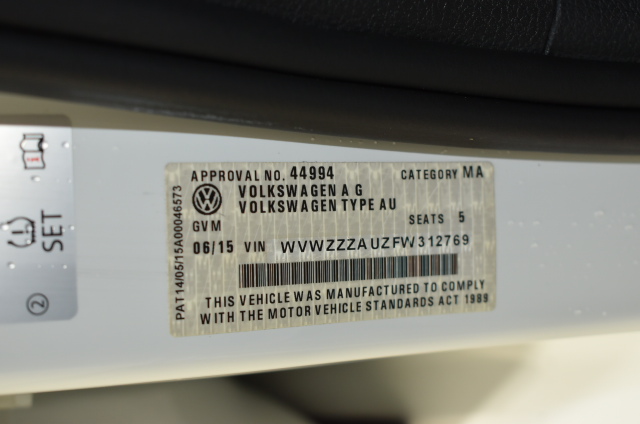 APPROVAL NO. 44994 CATEGORY MA
VOLKSWAGEN A G
VOLKSWAGEN TYPE AU
GVM SEATS 5
06/15 VIN WVWZZZAUZFW312769
THIS VEHICLE WAS MANUFACTURED TO COMPLY
WITH THE MOTOR VEHICLE STANDARDS ACT 1989
PAT14/05/15A00046573
SET
2